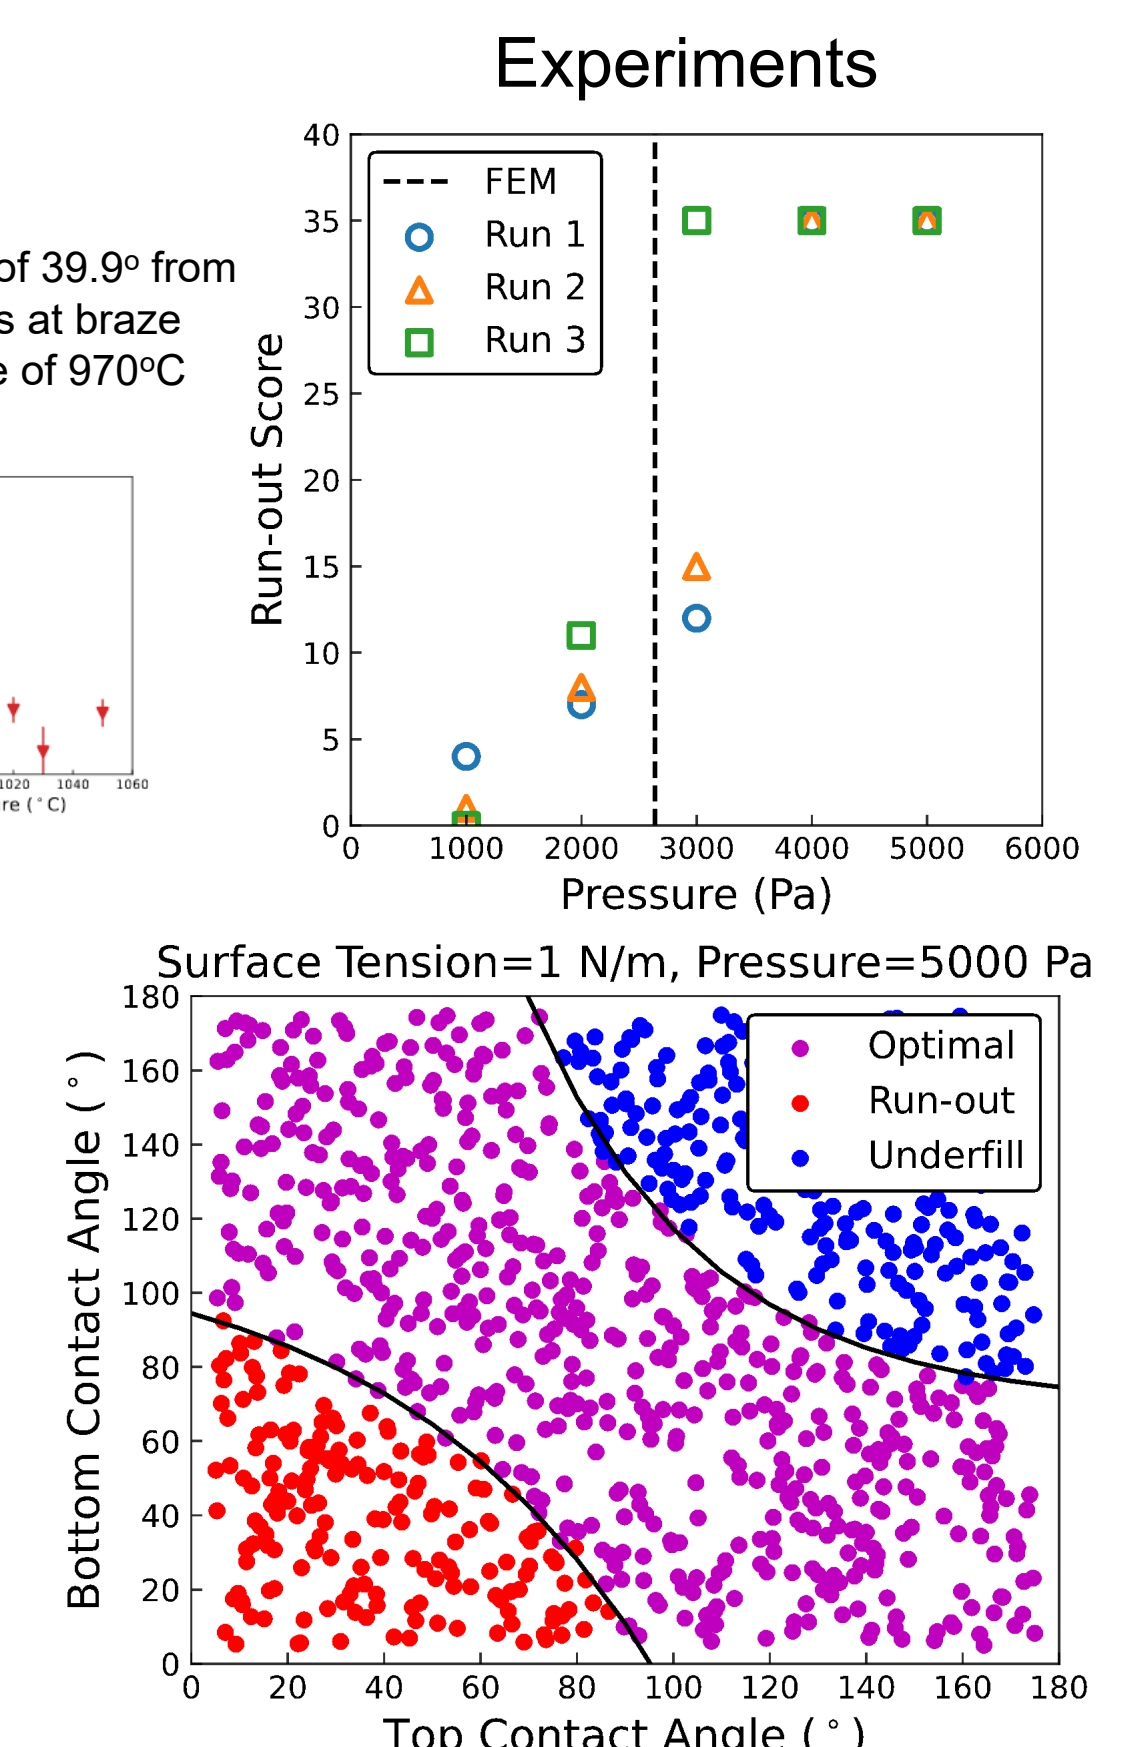 Experiments
of 39.9º from
s at braze
e of 970ºC
1020 1040 1060
re (°C)
40
35
30
25
20
15
10
5
0
Run-out Score
FEM
Run 1
Run 2
Run 3
0 1000 2000 3000 4000 5000 6000
Pressure (Pa)
Surface Tension=1 N/m, Pressure=5000 Pa
180
160
140
120
100
80
60
40
20
0
Bottom Contact Angle (°)
Optimal
Run-out
Underfill
0 20 40 60 80 100 120 140 160 180
Top Contact Angle (°)